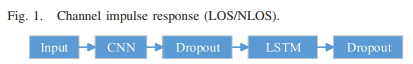 Fig. 1. Channel impulse response (LOS/NLOS).
Input CNN Dropout LSTM Dropout